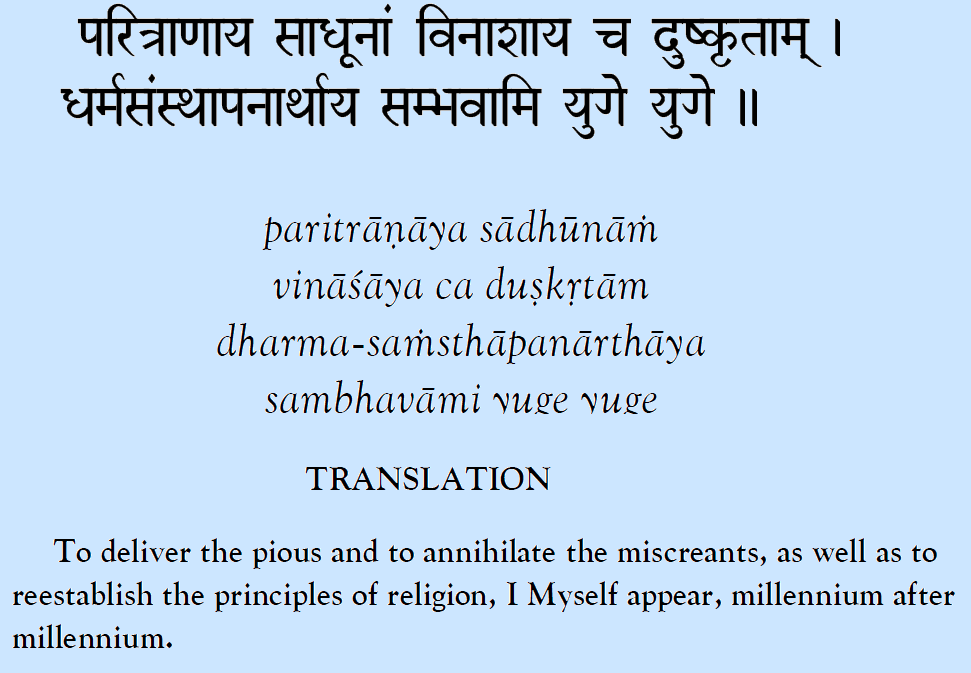 परित्राणाय साधूनां विनाशाय च दुष्कृताम् ।
धर्मसंस्थापनार्थाय सम्भवामि युगे युगे ॥
paritrāṇāya sādhūnāṁ
vināśāya ca duṣkṛtām
dharma-saṁsthāpanārthāya
sambhavāmi yuge yuge
TRANSLATION
To deliver the pious and to annihilate the miscreants, as well as to
reestablish the principles of religion, I Myself appear, millennium after
millennium.